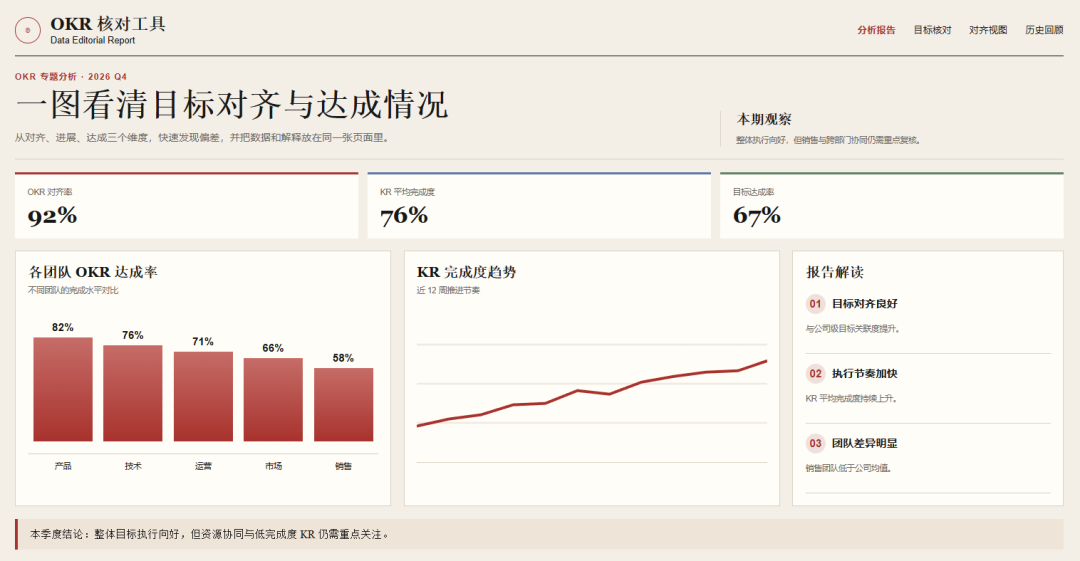 OKR 核对工具
Data Editorial Report
分析报告 目标核对 对齐视图 历史回顾
OKR 专题分析 · 2026 Q4
一图看清目标对齐与达成情况
从对齐、进展、达成三个维度，快速发现偏差，并把数据和解释放在同一张页面里。
本期观察
整体执行向好，但销售与跨部门协同仍需重点复核。
OKR 对齐率
92%
KR 平均完成度
76%
目标达成率
67%
各团队 OKR 达成率
不同团队的完成水平对比
82%
76%
71%
66%
58%
产品 技术 运营 市场 销售
KR 完成度趋势
近 12 周推进节奏
报告解读
01 目标对齐良好
与公司级目标关联度提升。
02 执行节奏加快
KR 平均完成度持续上升。
03 团队差异明显
销售团队低于公司均值。
本季度结论：整体目标执行向好，但资源协同与低完成度 KR 仍需重点关注。